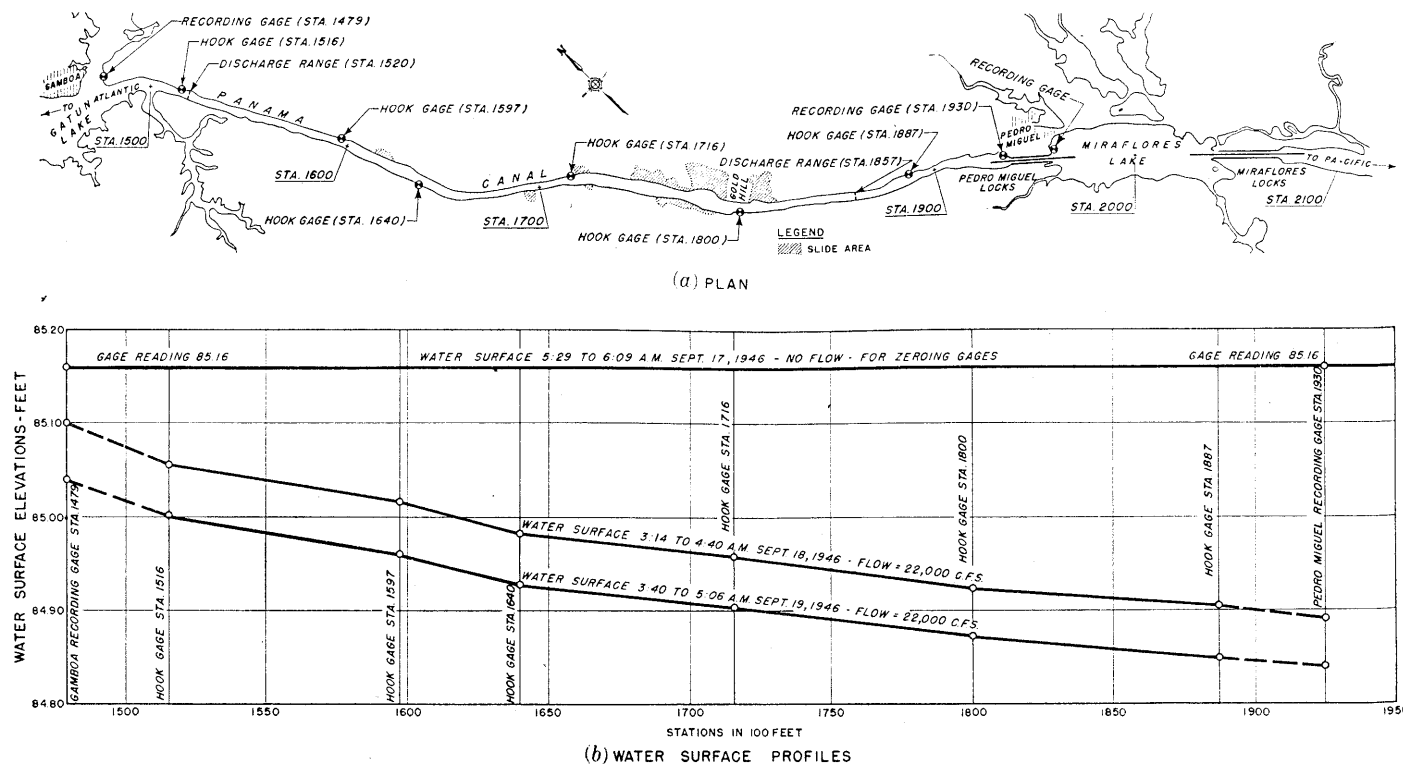 RECORDING GAGE (STA. 1479)
HOOK GAGE (STA. 1516)
DISCHARGE RANGE (STA. 1520)
GAMBOA
TO ATLANTIC
GATUN
LAKE
STA. 1500
PANAMA
HOOK GAGE (STA. 1597)
STA. 1600
HOOK GAGE (STA. 1640)
CANAL
HOOK GAGE (STA. 1716)
STA. 1700
GOLD
HILL
HOOK GAGE (STA. 1800)
N
RECORDING GAGE
RECORDING GAGE (STA. 1930)
HOOK GAGE (STA. 1887)
DISCHARGE RANGE (STA. 1857)
STA. 1900
PEDRO
MIGUEL
PEDRO MIGUEL
LOCKS
MIRAFLORES
LAKE
STA. 2000
TO PA-CIFIC
MIRAFLORES
LOCKS
STA. 2100
LEGEND
SLIDE AREA
(a) PLAN
WATER SURFACE ELEVATIONS-FEET
85.20
85.10
85.00
84.90
84.80
GAGE READING 85.16
WATER SURFACE 5:29 TO 6:09 A.M. SEPT. 17, 1946 - NO FLOW - FOR ZEROING GAGES
GAGE READING 85.16
WATER SURFACE 3:14 TO 4:40 A.M. SEPT 18, 1946 - FLOW = 22,000 C.F.S.
WATER SURFACE 3:40 TO 5:06 A.M. SEPT. 19, 1946 - FLOW = 22,000 C.F.S.
GAMBOA RECORDING GAGE STA. 1479
HOOK GAGE STA. 1516
HOOK GAGE STA. 1597
HOOK GAGE STA. 1640
HOOK GAGE STA. 1716
HOOK GAGE STA. 1800
HOOK GAGE STA 1887
PEDRO MIGUEL RECORDING GAGE STA. 1930
1500 1550 1600 1650 1700 1750 1800 1850 1900 1950
STATIONS IN 100 FEET
(b) WATER SURFACE PROFILES